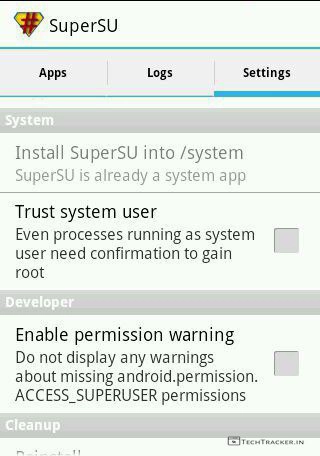 SuperSU
Apps
Logs
Settings
System
Install SuperSU into /system
SuperSU is already a system app
Trust system user
Even processes running as system
user need confirmation to gain
root
Developer
Enable permission warning
Do not display any warnings
about missing android.permission.
ACCESS_SUPERUSER permissions
Cleanup
TechTracker.in